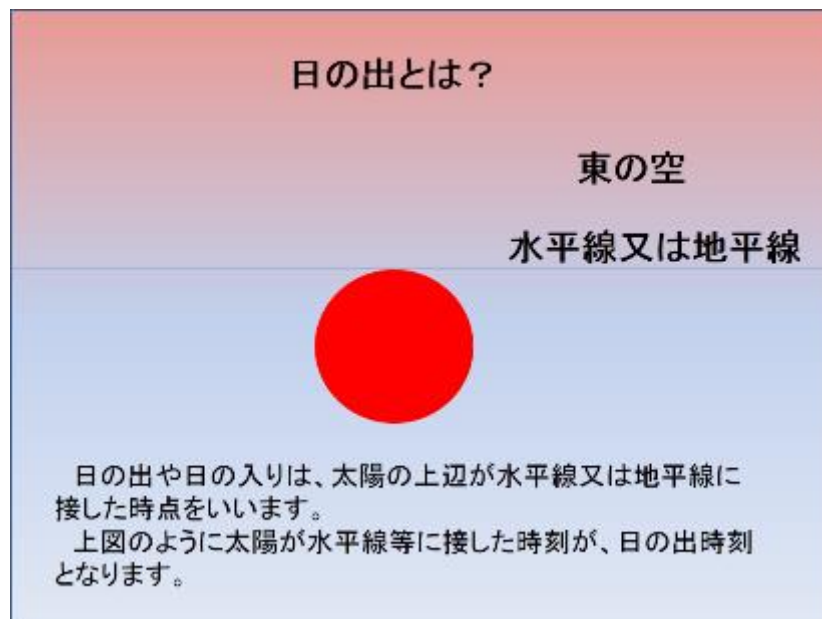 日の出とは？
東の空
水平線又は地平線
日の出や日の入りは、太陽の上辺が水平線又は地平線に
接した時点をいいます。
上図のように太陽が水平線等に接した時刻が、日の出時刻
となります。